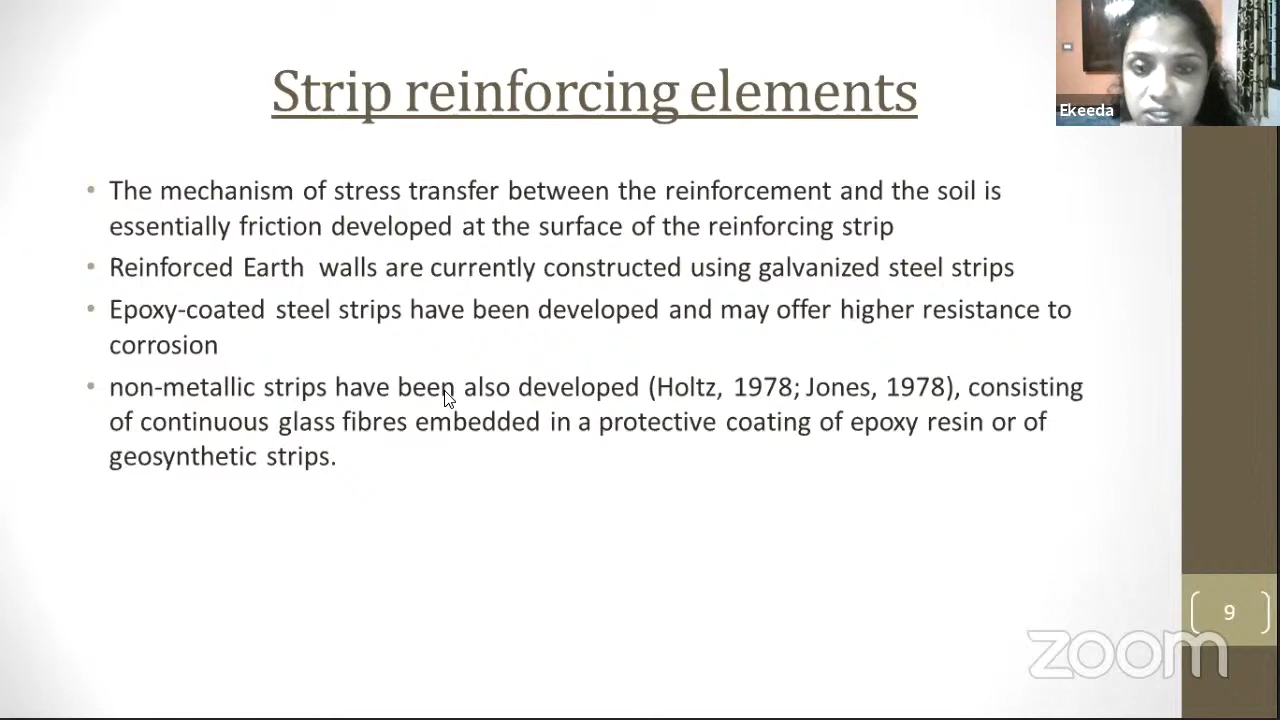 Strip reinforcing elements
Ekeeda
• The mechanism of stress transfer between the reinforcement and the soil is
essentially friction developed at the surface of the reinforcing strip
• Reinforced Earth walls are currently constructed using galvanized steel strips
• Epoxy-coated steel strips have been developed and may offer higher resistance to
corrosion
• non-metallic strips have been also developed (Holtz, 1978; Jones, 1978), consisting
of continuous glass fibres embedded in a protective coating of epoxy resin or of
geosynthetic strips.
9
zoom